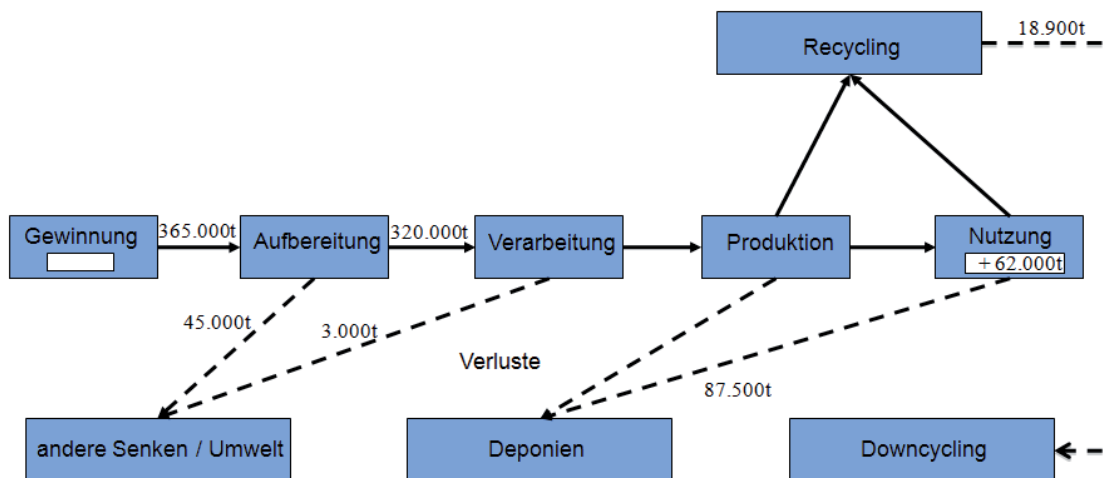 Recycling
18.900t
Gewinnung
365.000t
Aufbereitung
320.000t
Verarbeitung
Produktion
Nutzung
+62.000t
45.000t
3.000t
Verluste
87.500t
andere Senken / Umwelt
Deponien
Downcycling